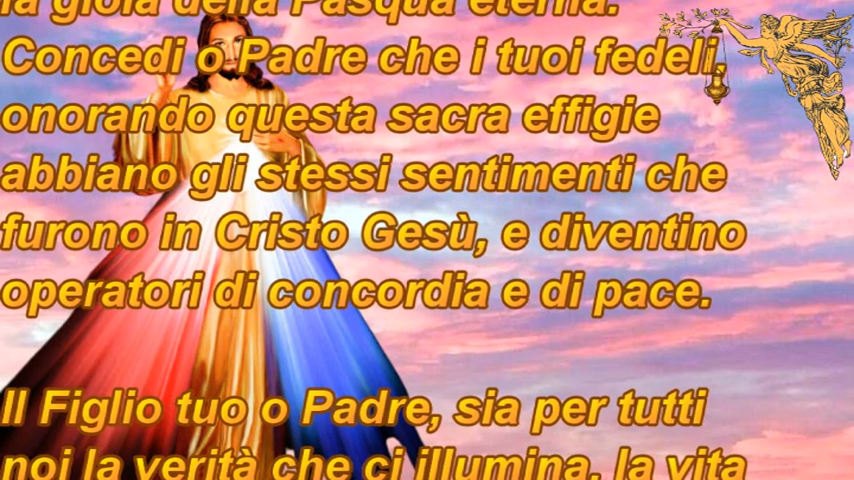 la gioia della Pasqua eterna.
Concedi o Padre che i tuoi fedeli,
onorando questa sacra effigie
abbiano gli stessi sentimenti che
furono in Cristo Gesù, e diventino
operatori di concordia e di pace.
Il Figlio tuo o Padre, sia per tutti
noi la verità che ci illumina, la vita